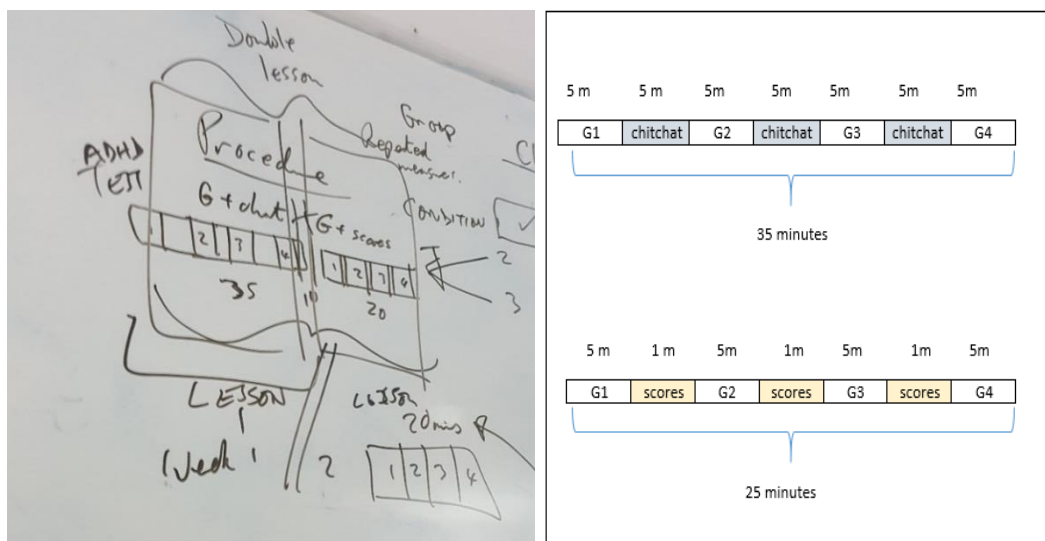 Double
lesson
Group
Repeated
measures.
Procedure
ADHD
TEST
G + chat
CONDITION
G + scores
2 3 4
1 2 3 4
2
3
35
10
20
LESSON
1
LESSON
20 mins
Week 1
2
1 2 3 4
5 m 5 m 5m 5m 5m 5m 5m
G1 chitchat G2 chitchat G3 chitchat G4
35 minutes
5 m 1 m 5m 1m 5m 1m 5m
G1 scores G2 scores G3 scores G4
25 minutes